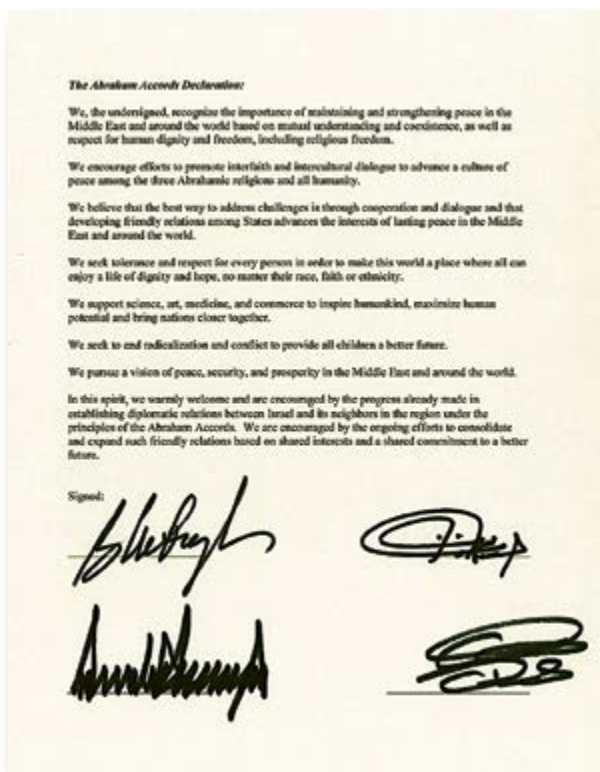 The Abraham Accords Declaration:
We, the undersigned, recognize the importance of maintaining and strengthening peace in the
Middle East and around the world based on mutual understanding and coexistence, as well as
respect for human dignity and freedom, including religious freedom.
We encourage efforts to promote interfaith and intercultural dialogue to advance a culture of
peace among the three Abrahamic religions and all humanity.
We believe that the best way to address challenges is through cooperation and dialogue and that
developing friendly relations among States advances the interests of lasting peace in the Middle
East and around the world.
We seek tolerance and respect for every person in order to make this world a place where all can
enjoy a life of dignity and hope, no matter their race, faith or ethnicity.
We support science, art, medicine, and commerce to inspire humankind, maximize human
potential and bring nations closer together.
We seek to end radicalization and conflict to provide all children a better future.
We pursue a vision of peace, security, and prosperity in the Middle East and around the world.
In this spirit, we warmly welcome and are encouraged by the progress already made in
establishing diplomatic relations between Israel and its neighbors in the region under the
principles of the Abraham Accords. We are encouraged by the ongoing efforts to consolidate
and expand such friendly relations based on shared interests and a shared commitment to a better
future.
Signed: